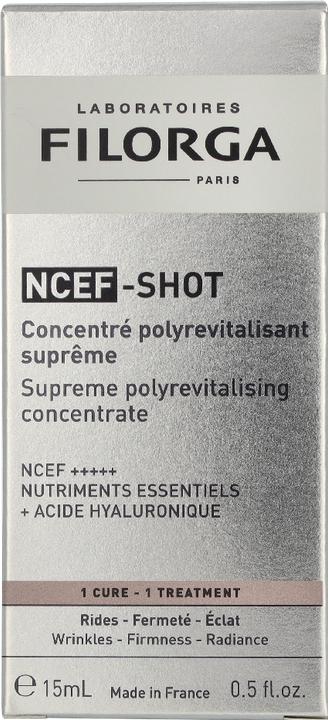 LABORATOIRES
FILORGA
PARIS
NCEF-SHOT
Concentré polyrevitalisant
suprême
Supreme polyrevitalising
concentrate
NCEF +++++
NUTRIMENTS ESSENTIELS
+ ACIDE HYALURONIQUE
1 CURE - 1 TREATMENT
Rides - Fermeté - Éclat
Wrinkles - Firmness - Radiance
℮ 15mL Made in France 0.5 fl.oz.